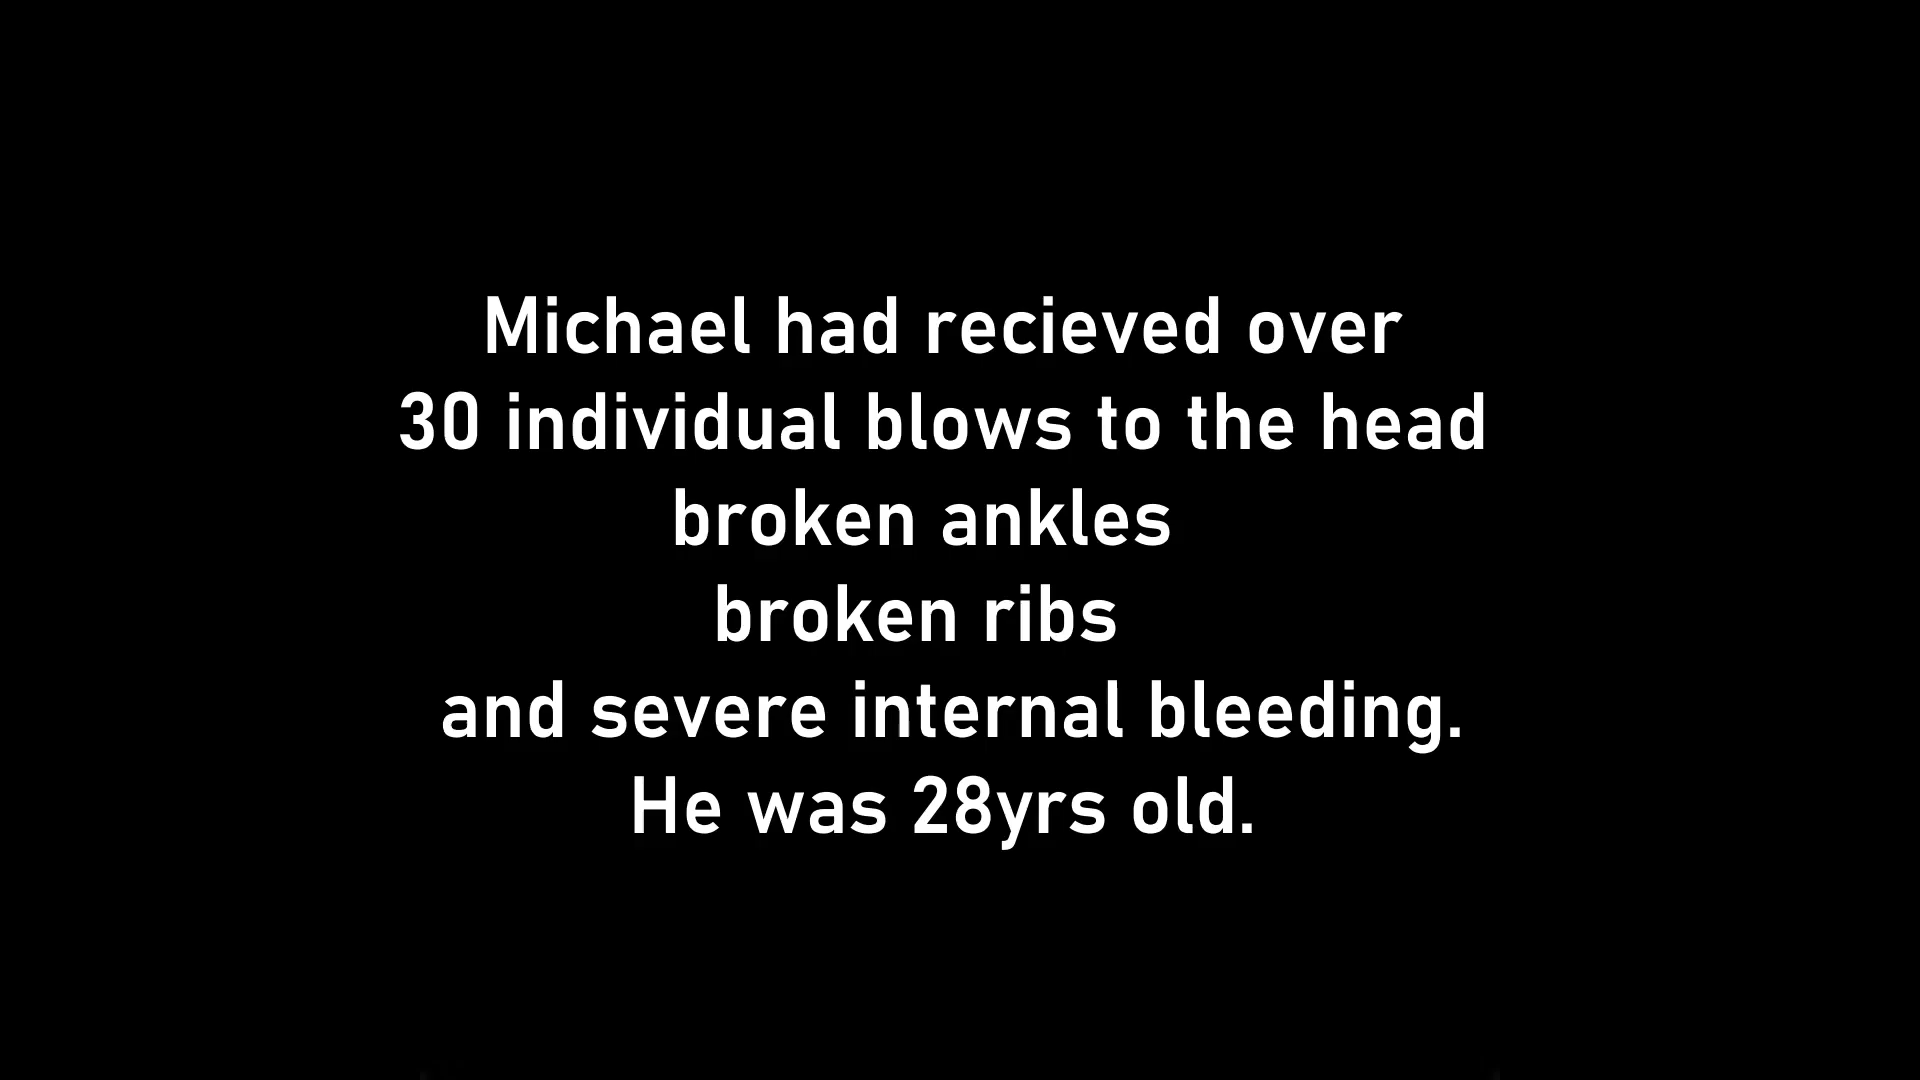 Michael had recieved over
30 individual blows to the head
broken ankles
broken ribs
and severe internal bleeding.
He was 28yrs old.